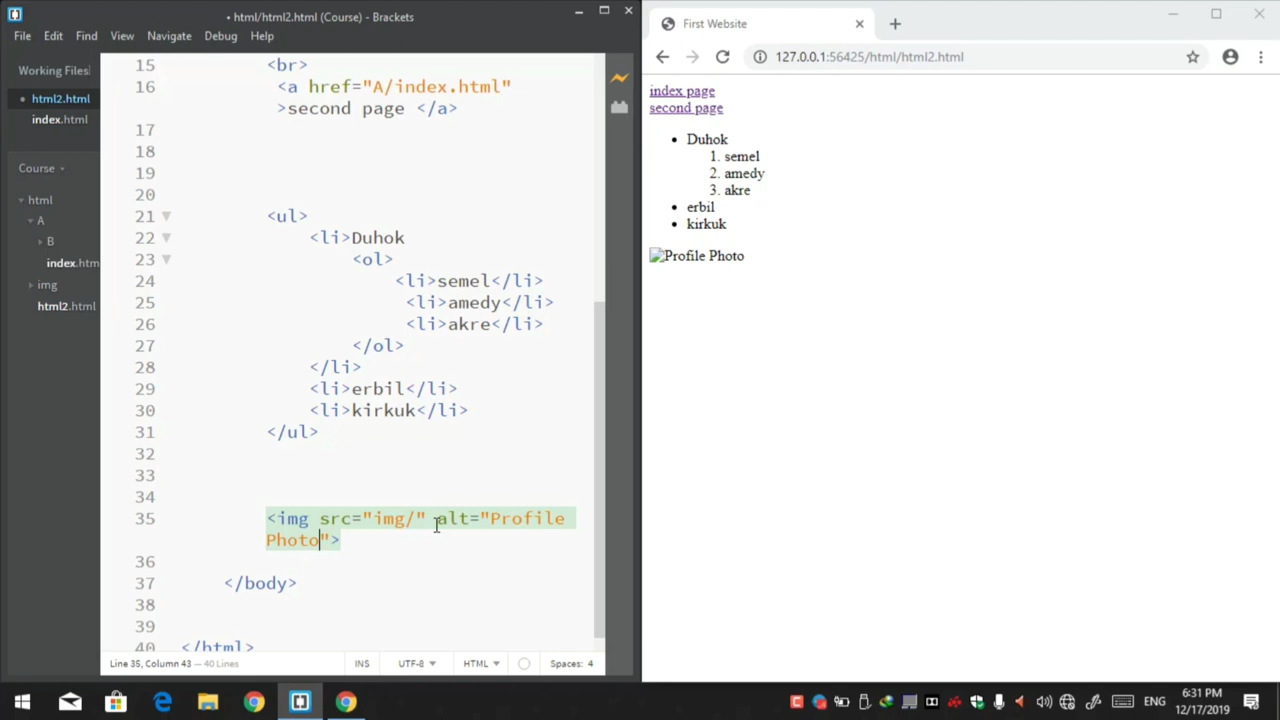 • html/html2.html (Course) - Brackets
File Edit Find View Navigate Debug Help
Working Files
• html2.html
index.html
Course
html
A
B
index.htm
img
html2.html
15 <br>
16 <a href="A/index.html"
>second page </a>
17
18
19
20
21 <ul>
22 <li>Duhok
23 <ol>
24 <li>semel</li>
25 <li>amedy</li>
26 <li>akre</li>
27 </ol>
28 </li>
29 <li>erbil</li>
30 <li>kirkuk</li>
31 </ul>
32
33
34
35 <img src="img/" alt="Profile
Photo">
36
37 </body>
38
39
40 </html>
Line 35, Column 43 — 40 Lines INS UTF-8 HTML Spaces: 4
First Website
127.0.0.1:56425/html/html2.html
index page
second page
• Duhok
1. semel
2. amedy
3. akre
• erbil
• kirkuk
Profile Photo
ENG
6:31 PM
12/17/2019